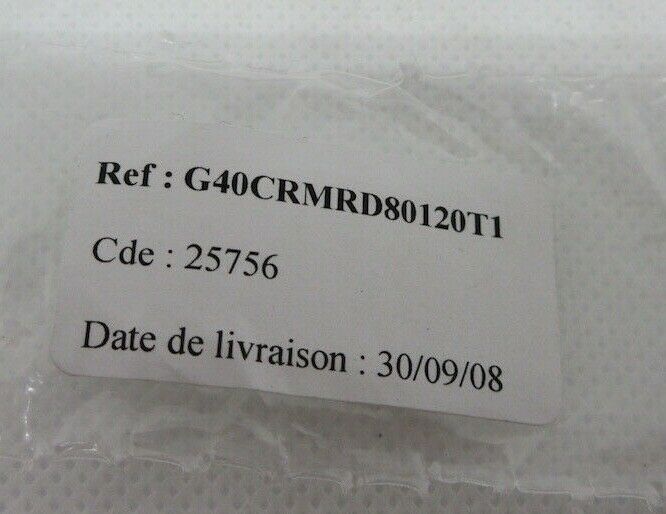 Ref : G40CRMRD80120T1
Cde : 25756
Date de livraison : 30/09/08